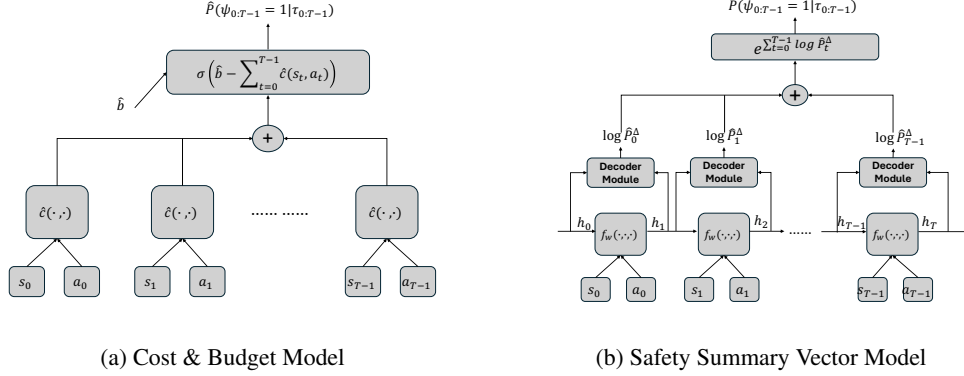 P̂(ψ_{0:T−1} = 1|τ_{0:T−1})
σ(b̂ − ∑_{t=0}^{T−1} ĉ(s_t, a_t))
b̂
+
ĉ(· ,·) ĉ(· ,·) …… …… ĉ(· ,·)
s_0 a_0 s_1 a_1 s_{T−1} a_{T−1}
(a) Cost & Budget Model
P(ψ_{0:T−1} = 1|τ_{0:T−1})
e^{∑_{t=0}^{T−1} log P̂_t^Δ}
+
log P̂_0^Δ log P̂_1^Δ log P̂_{T−1}^Δ
Decoder Decoder Decoder
Module Module Module
h_0 h_1 h_2 h_{T−1} h_T
f_w(·,·,·) f_w(·,·,·) …… f_w(·,·,·)
s_0 a_0 s_1 a_1 s_{T−1} a_{T−1}
(b) Safety Summary Vector Model